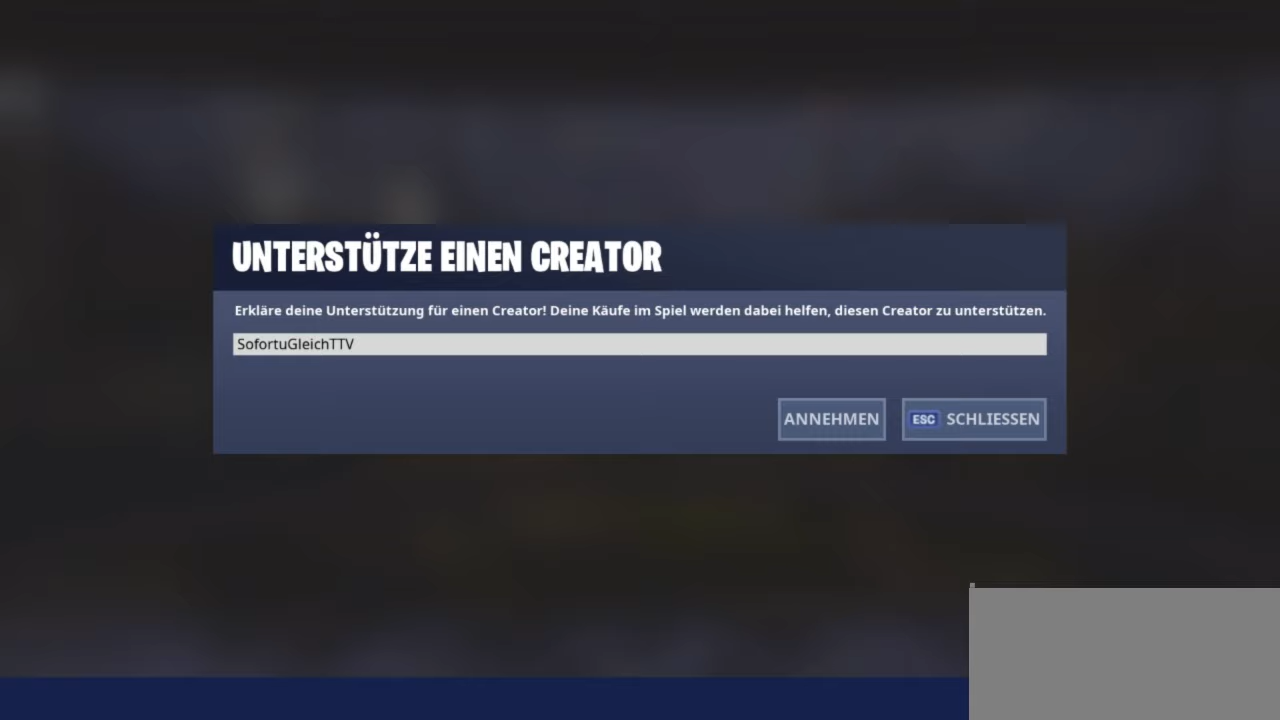 UNTERSTÜTZE EINEN CREATOR
Erkläre deine Unterstützung für einen Creator! Deine Käufe im Spiel werden dabei helfen, diesen Creator zu unterstützen.
SofortuGleichTTV
ANNEHMEN
ESC SCHLIESSEN